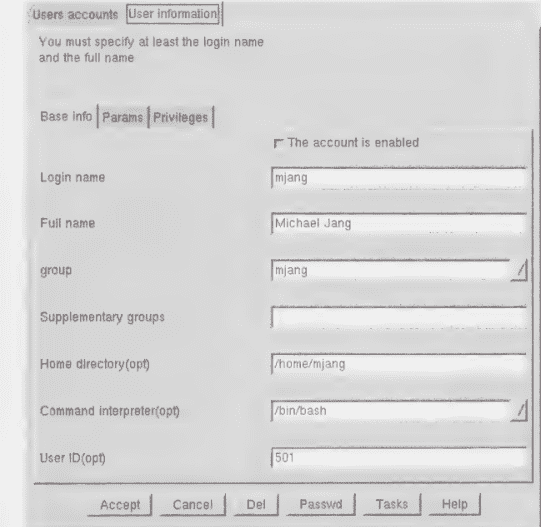 Users accounts User information
You must specify at least the login name
and the full name
Base info Params Privileges
The account is enabled
Login name mjang
Full name Michael Jang
group mjang
Supplementary groups
Home directory(opt) /home/mjang
Command interpreter(opt) /bin/bash
User ID(opt) 501
Accept Cancel Del Passwd Tasks Help